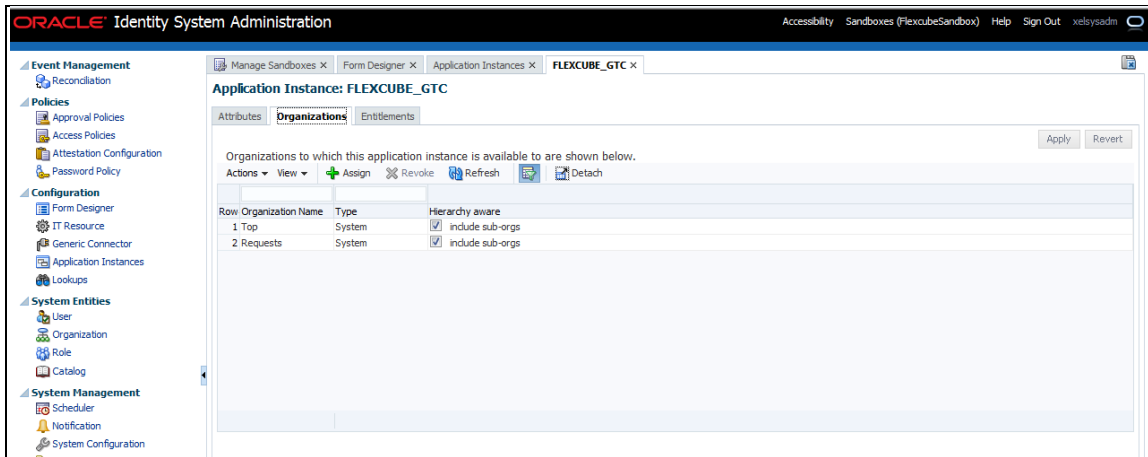 ORACLE® Identity System Administration
Accessibility Sandboxes (FlexcubeSandbox) Help Sign Out xelsysadm
Event Management
Reconciliation
Policies
Approval Policies
Access Policies
Attestation Configuration
Password Policy
Configuration
Form Designer
IT Resource
Generic Connector
Application Instances
Lookups
System Entities
User
Organization
Role
Catalog
System Management
Scheduler
Notification
System Configuration
Manage Sandboxes Form Designer Application Instances FLEXCUBE_GTC
Application Instance: FLEXCUBE_GTC
Attributes Organizations Entitlements
Apply Revert
Organizations to which this application instance is available to are shown below.
Actions View Assign Revoke Refresh Detach
Row Organization Name Type Hierarchy aware
1 Top System include sub-orgs
2 Requests System include sub-orgs